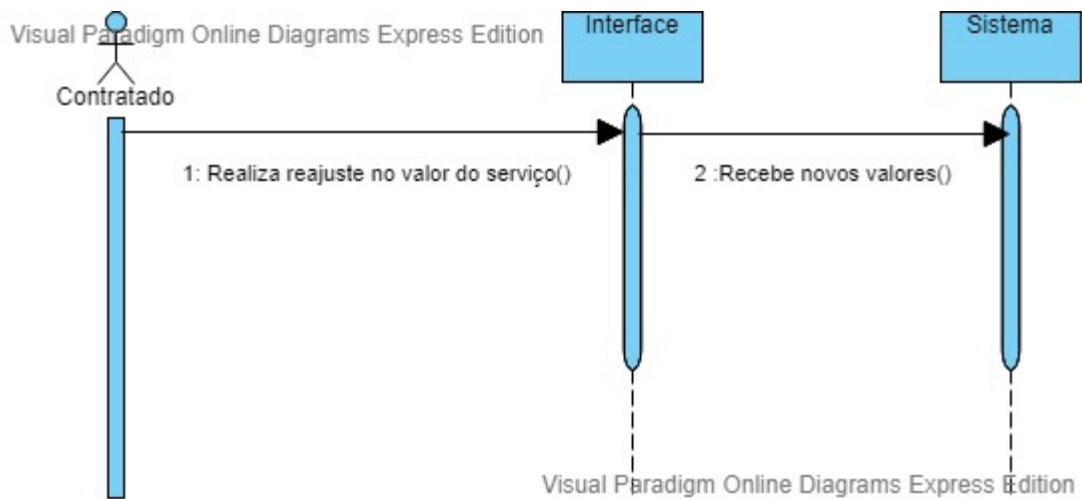 Visual Paradigm Online Diagrams Express Edition
Interface
Sistema
Contratado
1: Realiza reajuste no valor do serviço()
2 :Recebe novos valores()
Visual Paradigm Online Diagrams Express Edition